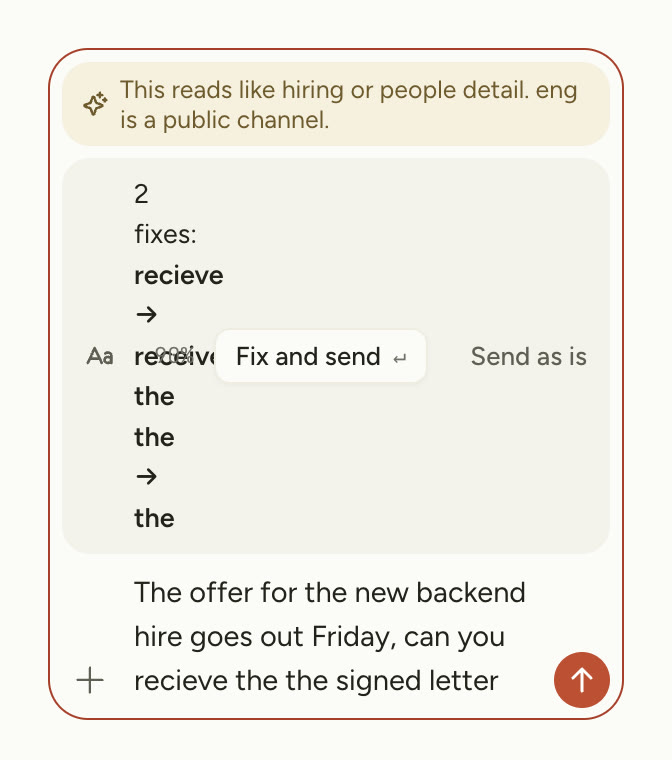 This reads like hiring or people detail. eng
is a public channel.
2
fixes:
recieve
→
Aa receive Fix and send ↵ Send as is
the
the
→
the
The offer for the new backend
hire goes out Friday, can you
recieve the the signed letter